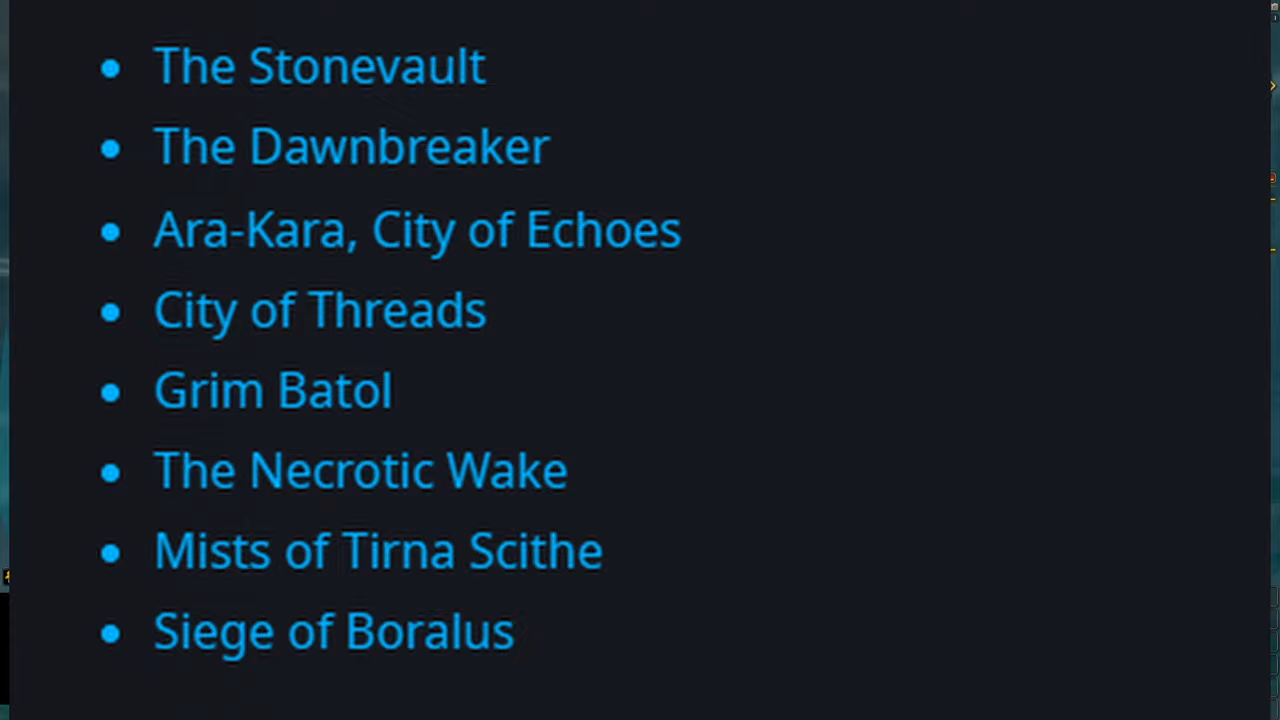 The Stonevault
The Dawnbreaker
Ara-Kara, City of Echoes
City of Threads
Grim Batol
The Necrotic Wake
Mists of Tirna Scithe
Siege of Boralus